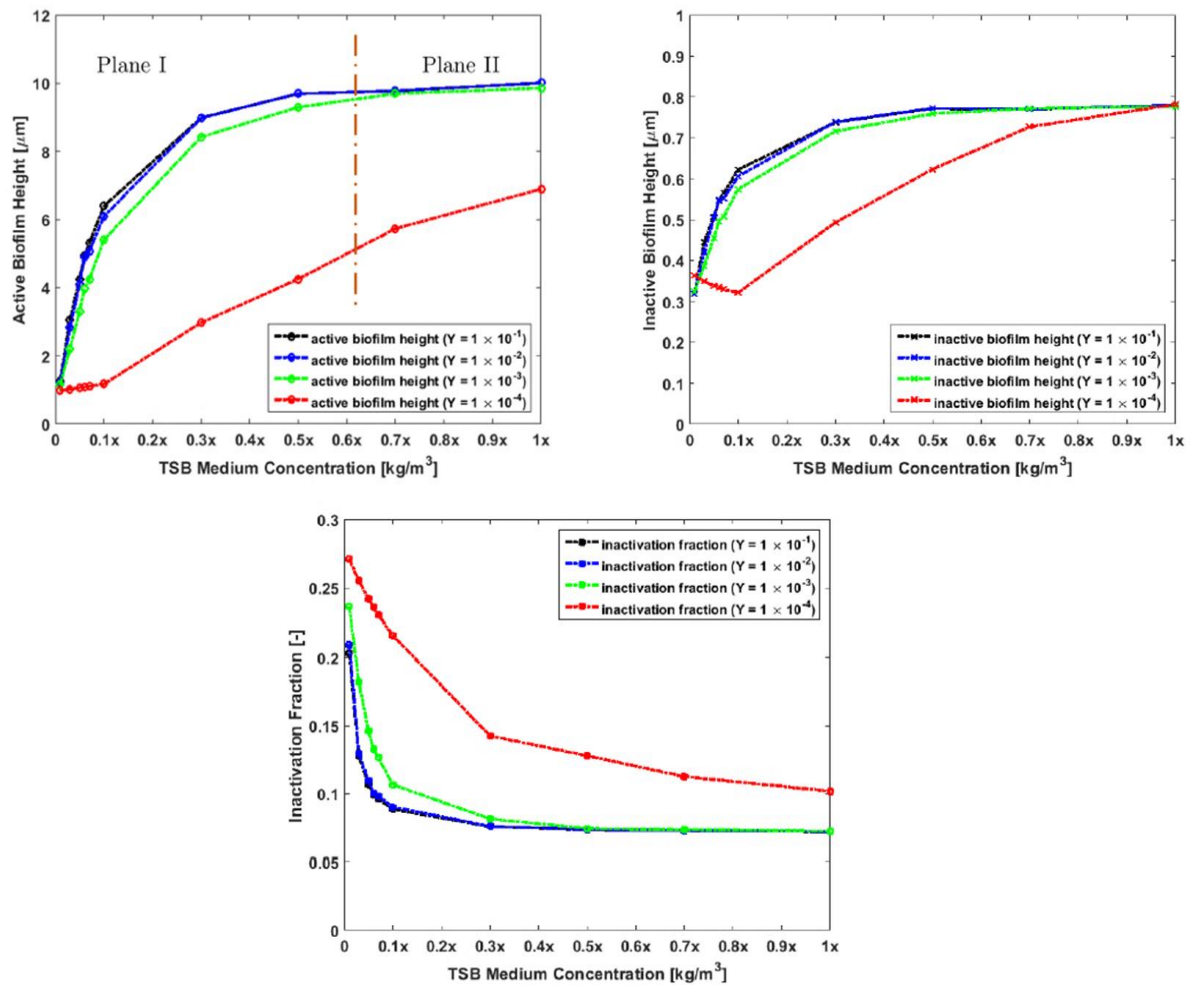 12
10
8
6
4
2
0
Active Biofilm Height [μm]
Plane I
Plane II
active biofilm height (Y = 1 × 10⁻¹)
active biofilm height (Y = 1 × 10⁻²)
active biofilm height (Y = 1 × 10⁻³)
active biofilm height (Y = 1 × 10⁻⁴)
0 0.1x 0.2x 0.3x 0.4x 0.5x 0.6x 0.7x 0.8x 0.9x 1x
TSB Medium Concentration [kg/m³]
1
0.9
0.8
0.7
0.6
0.5
0.4
0.3
0.2
0.1
0
Inactive Biofilm Height [μm]
inactive biofilm height (Y = 1 × 10⁻¹)
inactive biofilm height (Y = 1 × 10⁻²)
inactive biofilm height (Y = 1 × 10⁻³)
inactive biofilm height (Y = 1 × 10⁻⁴)
0 0.1x 0.2x 0.3x 0.4x 0.5x 0.6x 0.7x 0.8x 0.9x 1x
TSB Medium Concentration [kg/m³]
0.3
0.25
0.2
0.15
0.1
0.05
0
Inactivation Fraction [-]
inactivation fraction (Y = 1 × 10⁻¹)
inactivation fraction (Y = 1 × 10⁻²)
inactivation fraction (Y = 1 × 10⁻³)
inactivation fraction (Y = 1 × 10⁻⁴)
0 0.1x 0.2x 0.3x 0.4x 0.5x 0.6x 0.7x 0.8x 0.9x 1x
TSB Medium Concentration [kg/m³]